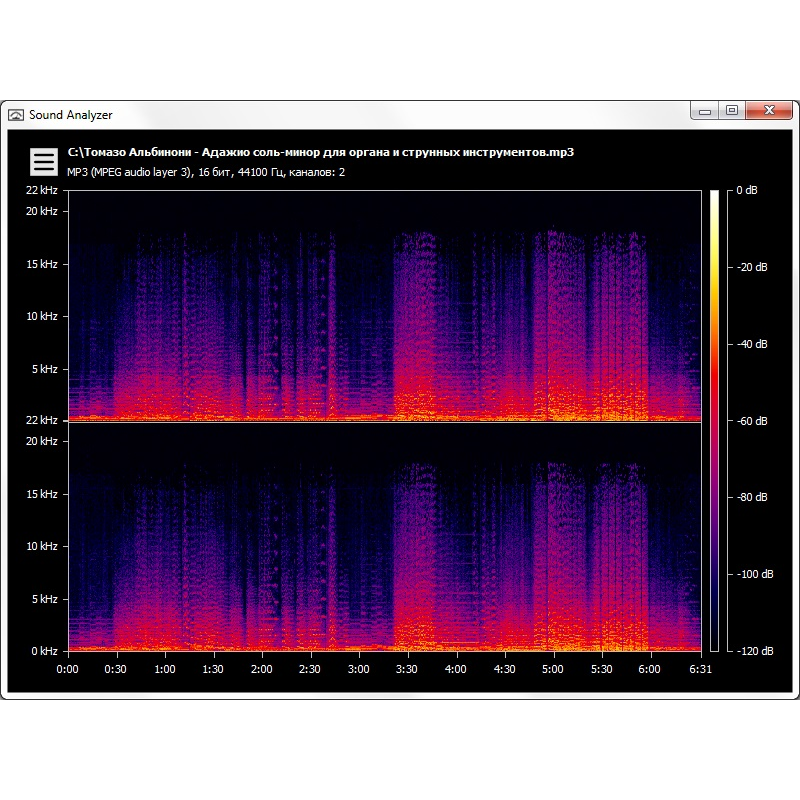 Sound Analyzer
C:\Томазо Альбинони - Адажио соль-минор для органа и струнных инструментов.mp3
MP3 (MPEG audio layer 3), 16 бит, 44100 Гц, каналов: 2
22 kHz
20 kHz
15 kHz
10 kHz
5 kHz
22 kHz
20 kHz
15 kHz
10 kHz
5 kHz
0 kHz
0:00 0:30 1:00 1:30 2:00 2:30 3:00 3:30 4:00 4:30 5:00 5:30 6:00 6:31
0 dB
-20 dB
-40 dB
-60 dB
-80 dB
-100 dB
-120 dB